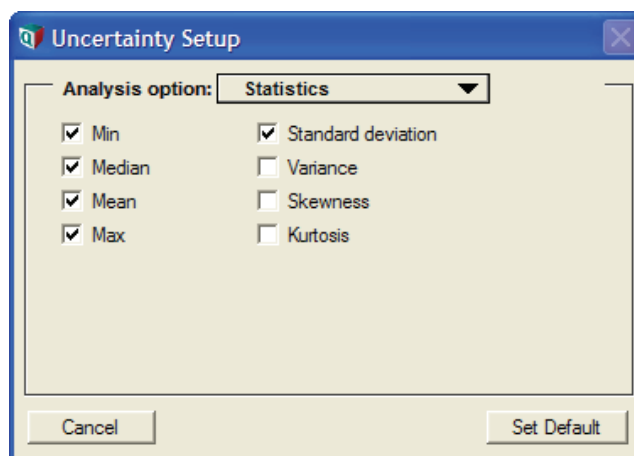 Uncertainty Setup
Analysis option: Statistics
Min Standard deviation
Median Variance
Mean Skewness
Max Kurtosis
Cancel Set Default